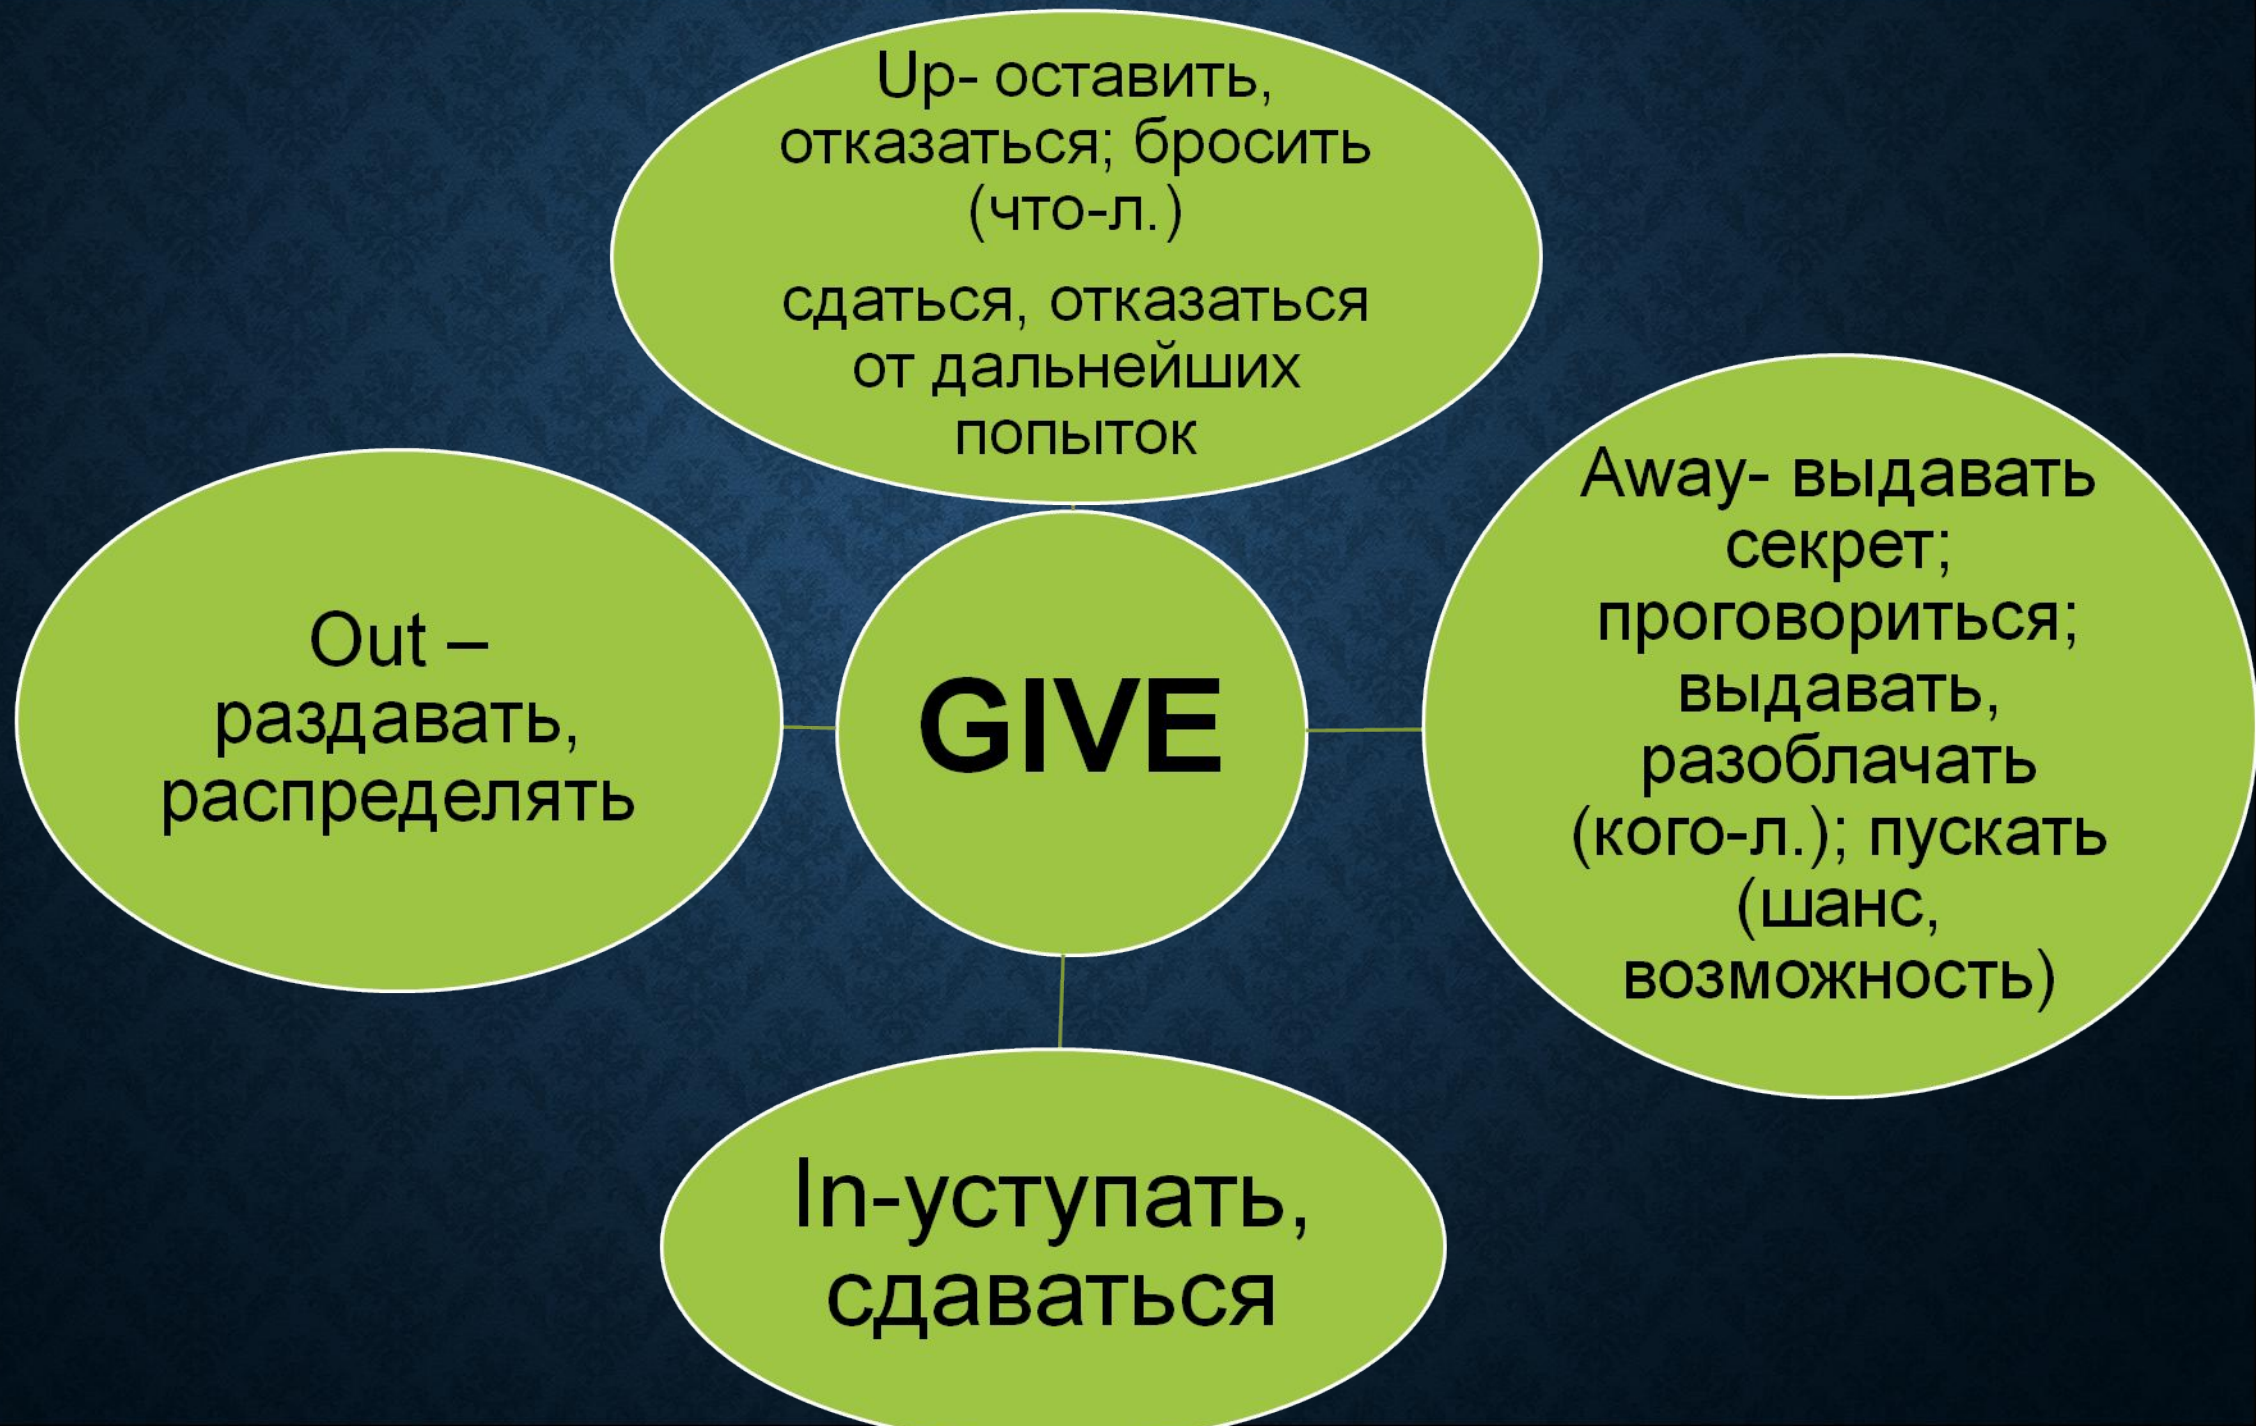 Up- оставить,
отказаться; бросить
(что-л.)
сдаться, отказаться
от дальнейших
попыток
Out –
раздавать,
распределять
GIVE
Away- выдавать
секрет;
проговориться;
выдавать,
разоблачать
(кого-л.); пускать
(шанс,
возможность)
In-уступать,
сдаваться